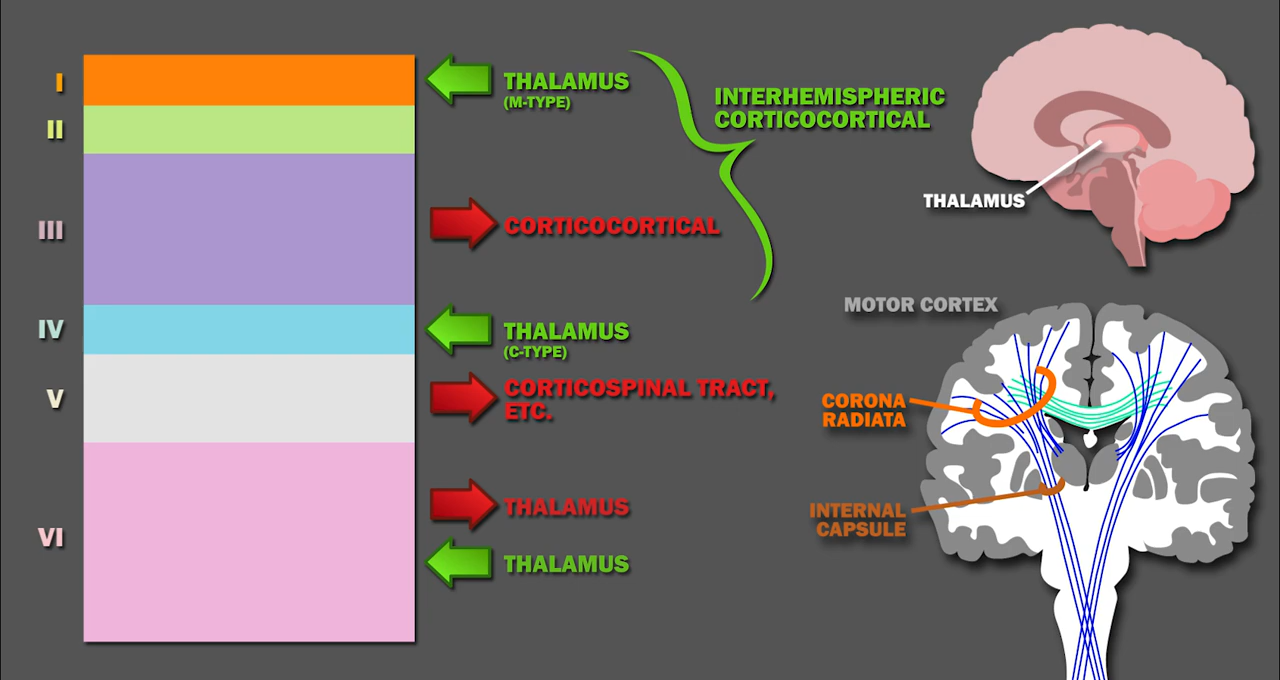 I
THALAMUS
(M-TYPE)
INTERHEMISPHERIC
CORTICOCORTICAL
II
THALAMUS
III
CORTICOCORTICAL
MOTOR CORTEX
IV
THALAMUS
(C-TYPE)
V
CORTICOSPINAL TRACT,
ETC.
CORONA
RADIATA
VI
THALAMUS
THALAMUS
INTERNAL
CAPSULE